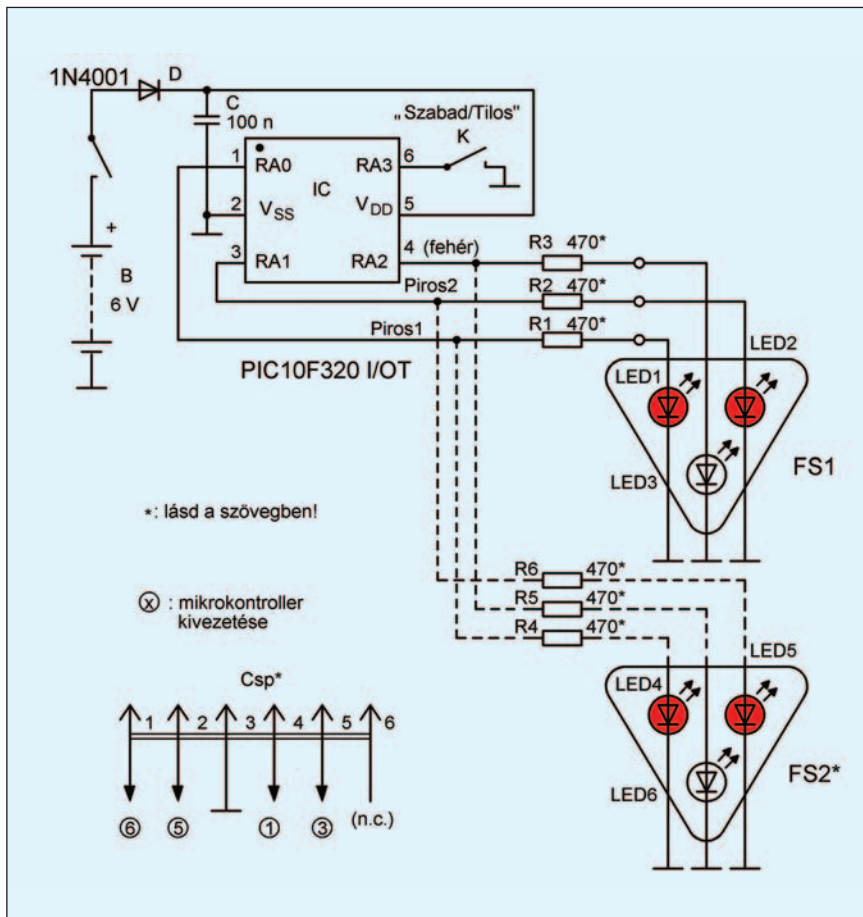 1N4001
D
C
100 n
„Szabad/Tilos"
K
1
RA0
RA3
6
IC
2
VSS
VDD
5
3
RA1
RA2
4
(fehér)
+
B
6 V
R3 470*
Piros2
R2 470*
Piros1
R1 470*
PIC10F320 I/OT
LED2
LED1
LED3
FS1
*: lásd a szövegben!
R6 470*
R5 470*
R4 470*
ⓧ : mikrokontroller
kivezetése
LED5
LED4
LED6
FS2*
Csp*
1 2 3 4 5 6
⑥ ⑤ ① ③ (n.c.)